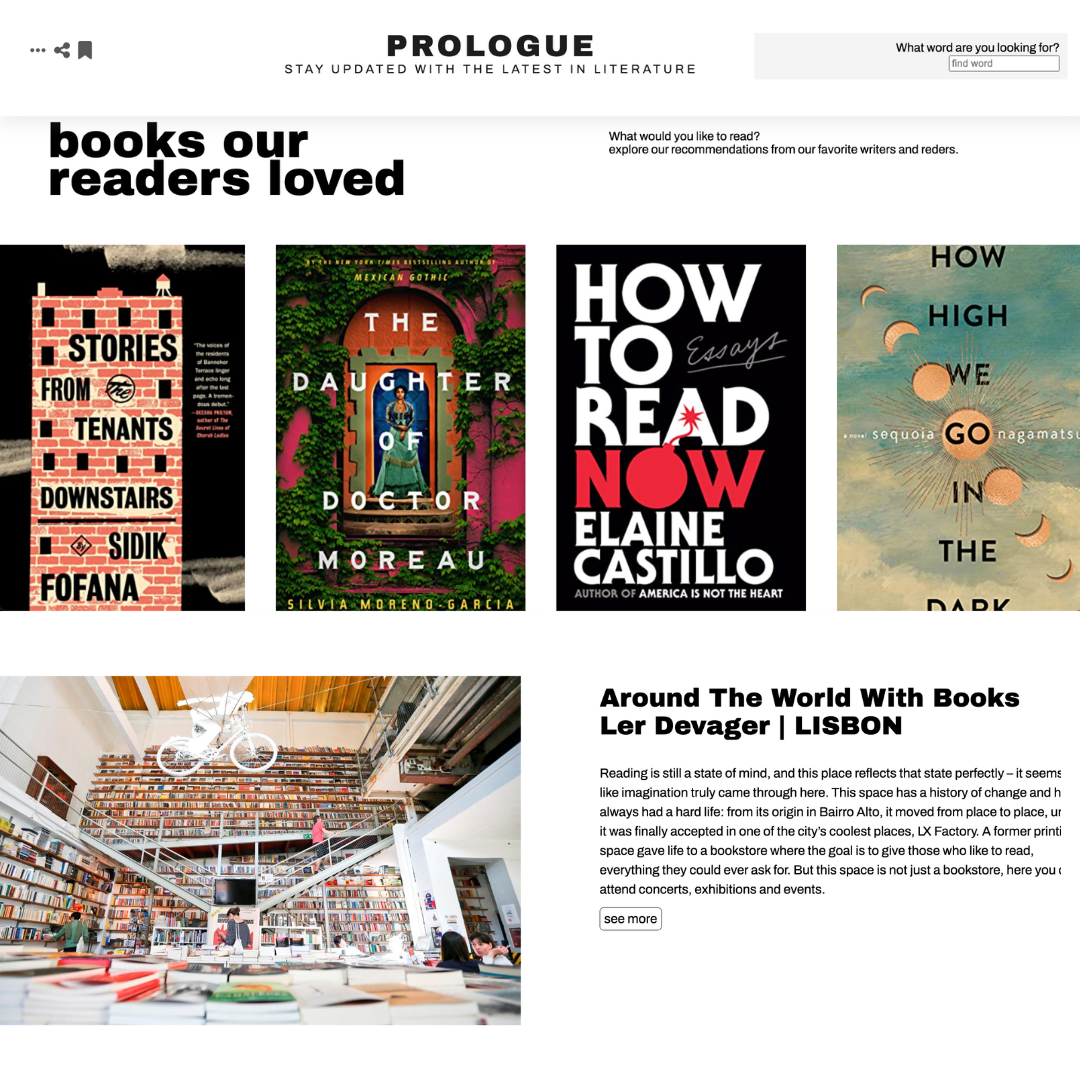 PROLOGUE
STAY UPDATED WITH THE LATEST IN LITERATURE
What word are you looking for?
find word
books our
readers loved
What would you like to read?
explore our recommendations from our favorite writers and reders.
STORIES
FROM the
TENANTS
DOWNSTAIRS
By SIDIK
FOFANA
"The voices of
the residents
of Banneker
Terrace linger
and echo long
after the last
page. A tremen-
dous debut."
—DEESHA PHILYAW,
author of The
Secret Lives of
Church Ladies
BY THE NEW YORK TIMES BESTSELLING AUTHOR OF
MEXICAN GOTHIC
THE
DAUGHTER
OF
DOCTOR
MOREAU
SILVIA MORENO-GARCIA
HOW
TO Essays
READ
NOW
ELAINE
CASTILLO
AUTHOR OF AMERICA IS NOT THE HEART
HOW
HIGH
WE
a novel sequoia GO nagamatsu
IN
THE
DARK
Around The World With Books
Ler Devager | LISBON
Reading is still a state of mind, and this place reflects that state perfectly – it seems
like imagination truly came through here. This space has a history of change and h
always had a hard life: from its origin in Bairro Alto, it moved from place to place, un
it was finally accepted in one of the city's coolest places, LX Factory. A former printi
space gave life to a bookstore where the goal is to give those who like to read,
everything they could ever ask for. But this space is not just a bookstore, here you c
attend concerts, exhibitions and events.
see more